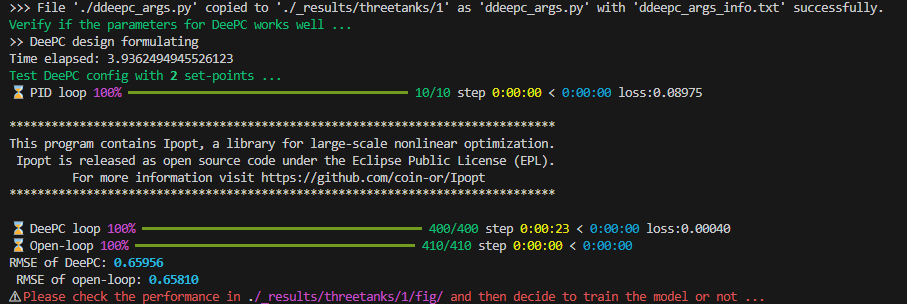 >>> File './ddeepc_args.py' copied to './_results/threetanks/1' as 'ddeepc_args.py' with 'ddeepc_args_info.txt' successfully.
Verify if the parameters for DeePC works well ...
>> DeePC design formulating
Time elapsed: 3.9362494945526123
Test DeePC config with 2 set-points ...
⏳ PID loop 100% ━━━━━━━━━━━━━━━━━━━━━━━━━━━━━━━━━━━━━━━━ 10/10 step 0:00:00 < 0:00:00 loss:0.08975
******************************************************************************
This program contains Ipopt, a library for large-scale nonlinear optimization.
Ipopt is released as open source code under the Eclipse Public License (EPL).
For more information visit https://github.com/coin-or/Ipopt
******************************************************************************
⏳ DeePC loop 100% ━━━━━━━━━━━━━━━━━━━━━━━━━━━━━━━━━━━━━━━━ 400/400 step 0:00:23 < 0:00:00 loss:0.00040
⏳ Open-loop 100% ━━━━━━━━━━━━━━━━━━━━━━━━━━━━━━━━━━━━━━━━ 410/410 step 0:00:00 < 0:00:00
RMSE of DeePC: 0.65956
RMSE of open-loop: 0.65810
⚠Please check the performance in ./_results/threetanks/1/fig/ and then decide to train the model or not ...